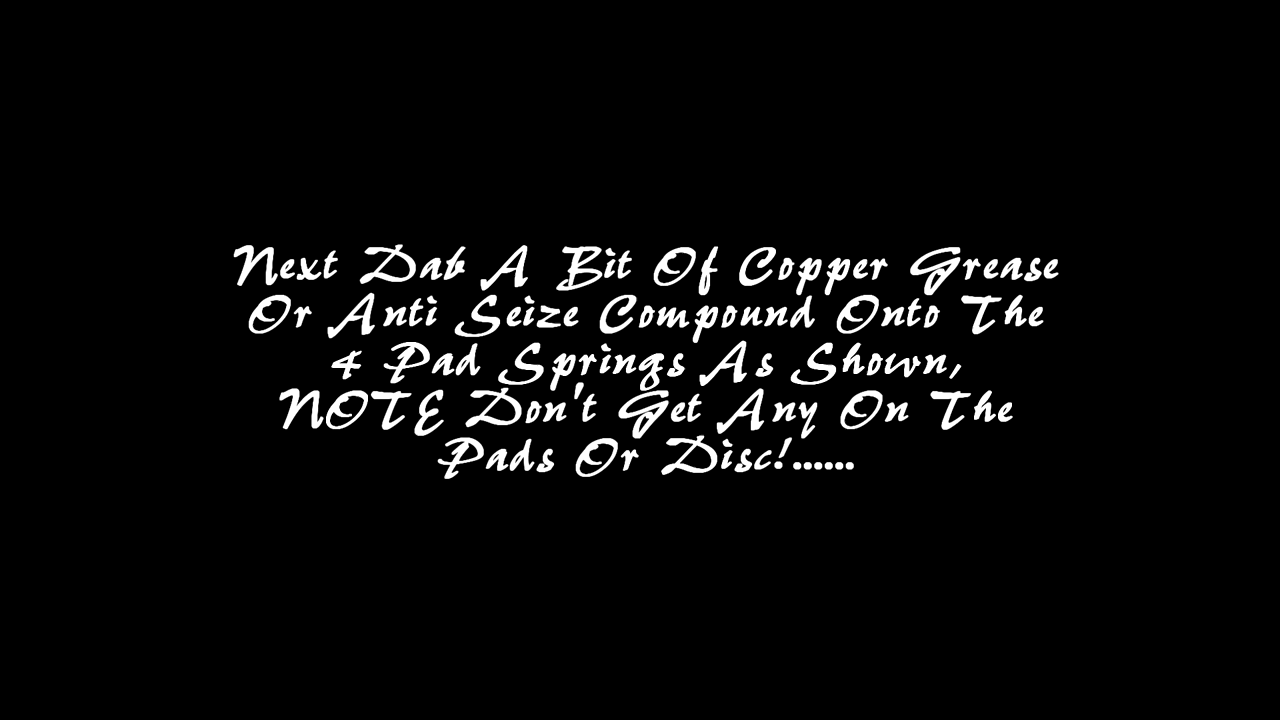 Next Dab A Bit Of Copper Grease
Or Anti Seize Compound Onto The
4 Pad Springs As Shown,
NOTE Don't Get Any On The
Pads Or Disc!......